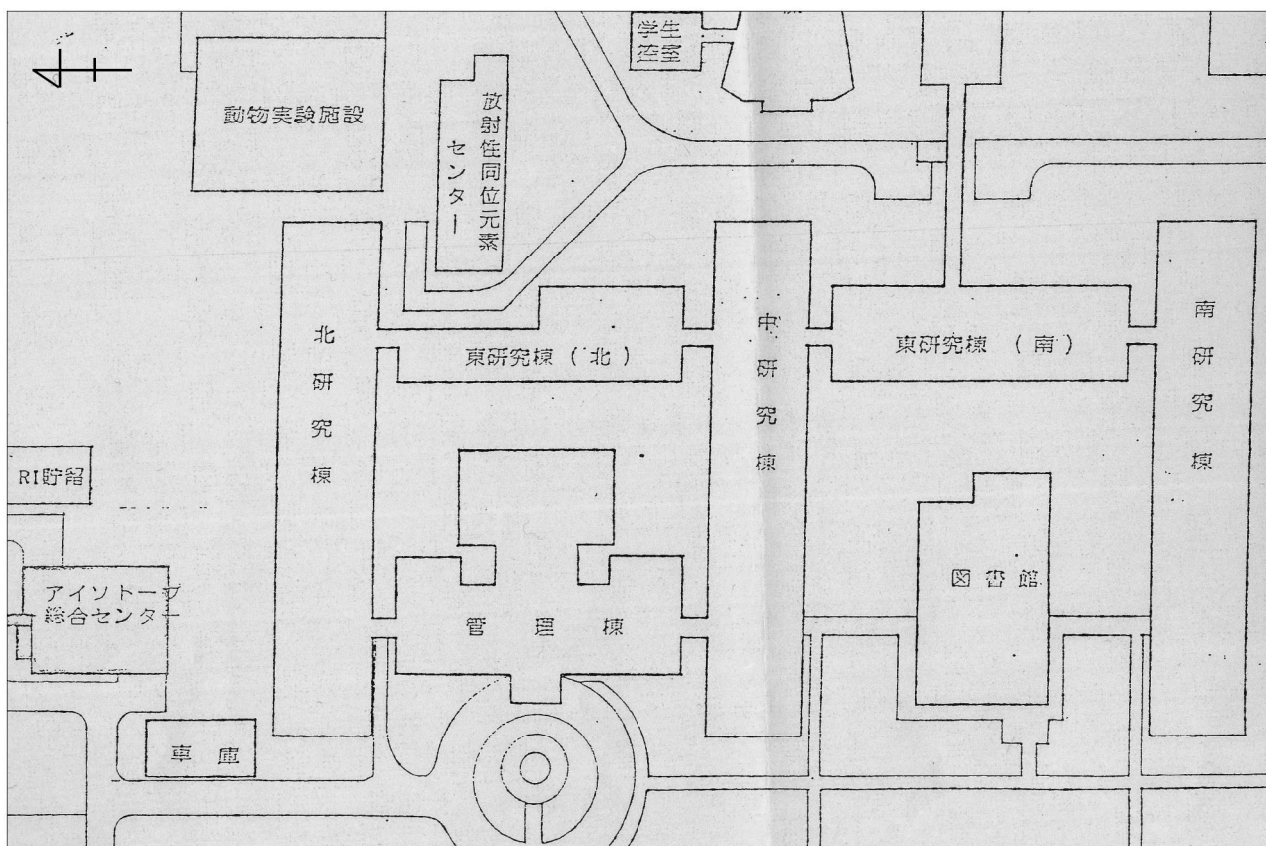 学生
控室
動物実験施設
放射性同位元素
センター
北研究棟
東研究棟（北）
中研究棟
東研究棟（南）
南研究棟
RI貯留
アイソトープ
総合センター
管理棟
図書館
車庫